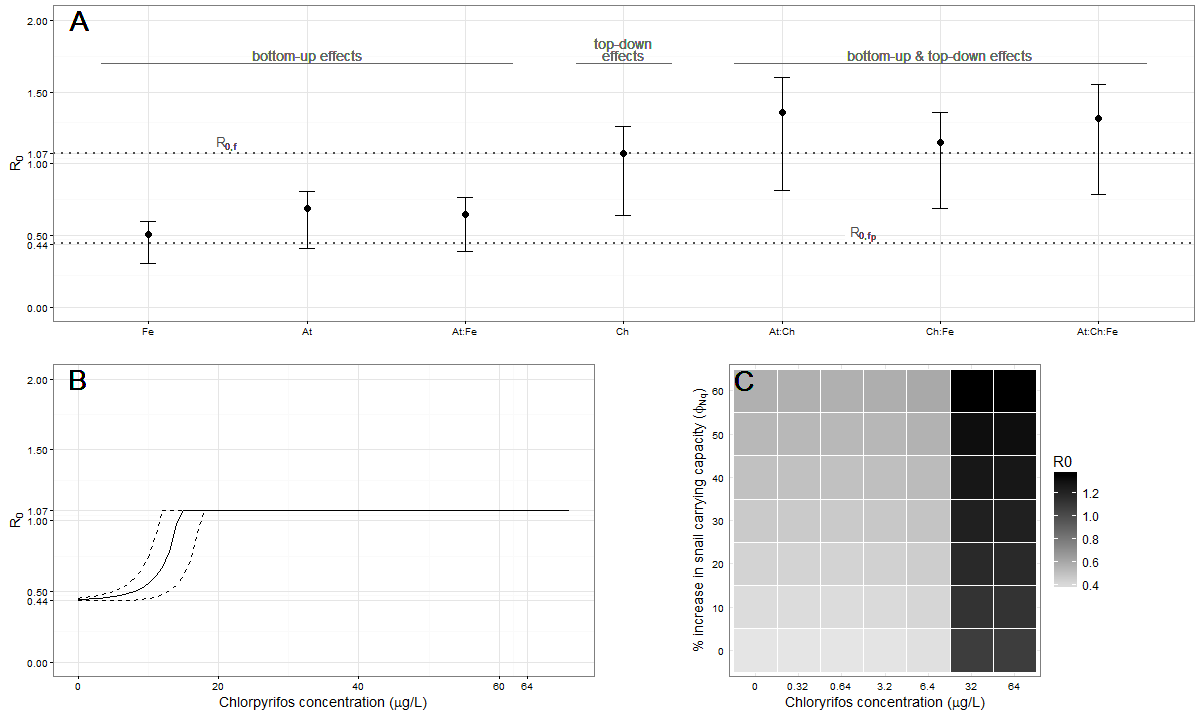 A
2.00
1.50
1.07
1.00
0.50
0.44
0.00
R0
bottom-up effects
top-down
effects
bottom-up & top-down effects
R0,f
R0,fp
Fe
At
At:Fe
Ch
At:Ch
Ch:Fe
At:Ch:Fe
B
2.00
1.50
1.07
1.00
0.50
0.44
0.00
R0
0
20
60
64
Chlorpyrifos concentration (μg/L)
C
% increase in snail carrying capacity (ϕNq)
60
50
40
30
20
10
0
0
0.32
0.64
3.2
6.4
32
64
Chloryrifos concentration (μg/L)
R0
1.2
1.0
0.8
0.6
0.4